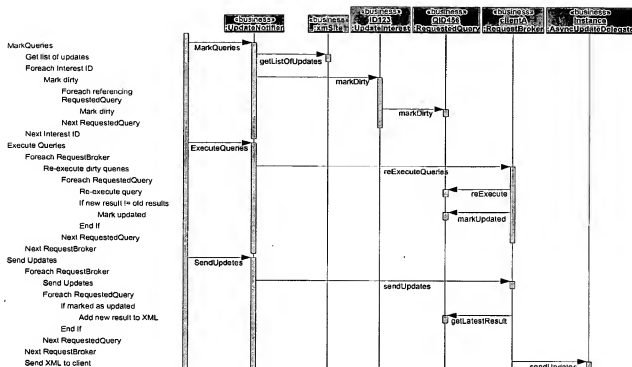 «business» «business» «business» «business» «business» «business»
:UpdateNotifier :xmSite ID123 :UpdateInterest QID456 :RequestedQuery clientA :RequestBroker Instance :AsyncUpdateDelegate
MarkQueries
Get list of updates
Foreach Interest ID
Mark dirty
Foreach referencing
RequestedQuery
Mark dirty
Next RequestedQuery
Next Interest ID
Execute Queries
Foreach RequestBroker
Re-execute dirty queries
Foreach RequestedQuery
Re-execute query
If new result != old results
Mark updated
End If
Next RequestedQuery
Next RequestBroker
Send Updates
Foreach RequestBroker
Send Updates
Foreach RequestedQuery
If marked as updated
Add new result to XML
End If
Next RequestedQuery
Next RequestBroker
Send XML to client
MarkQueries
getListOfUpdates
markDirty
markDirty
ExecuteQueries
reExecuteQueries
reExecute
markUpdated
SendUpdetes
sendUpdates
getLatestResult
sendUpdates